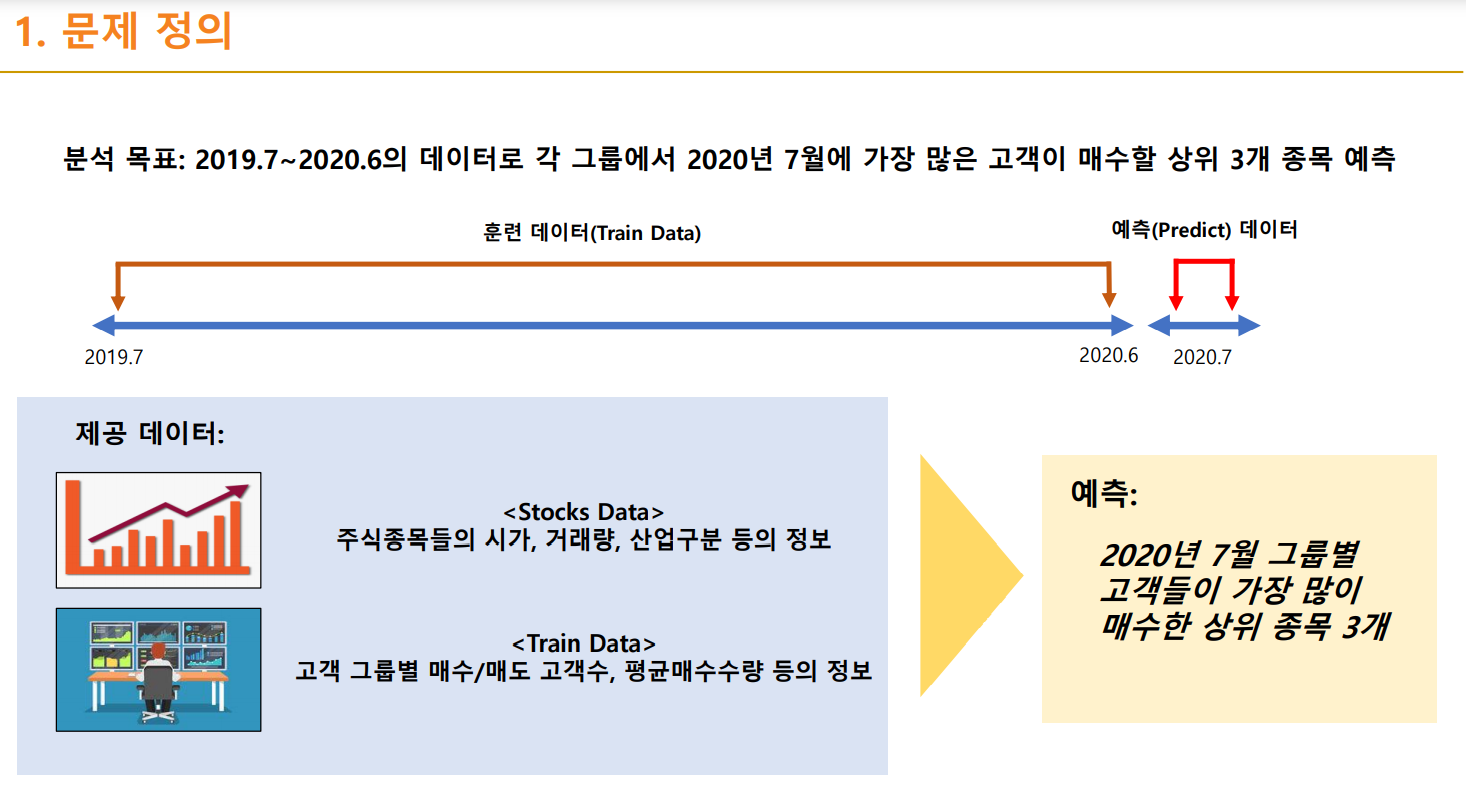 1. 문제 정의
분석 목표: 2019.7~2020.6의 데이터로 각 그룹에서 2020년 7월에 가장 많은 고객이 매수할 상위 3개 종목 예측
훈련 데이터(Train Data)
예측(Predict) 데이터
2019.7
2020.6
2020.7
제공 데이터:
<Stocks Data>
주식종목들의 시가, 거래량, 산업구분 등의 정보
<Train Data>
고객 그룹별 매수/매도 고객수, 평균매수수량 등의 정보
예측:
2020년 7월 그룹별
고객들이 가장 많이
매수한 상위 종목 3개